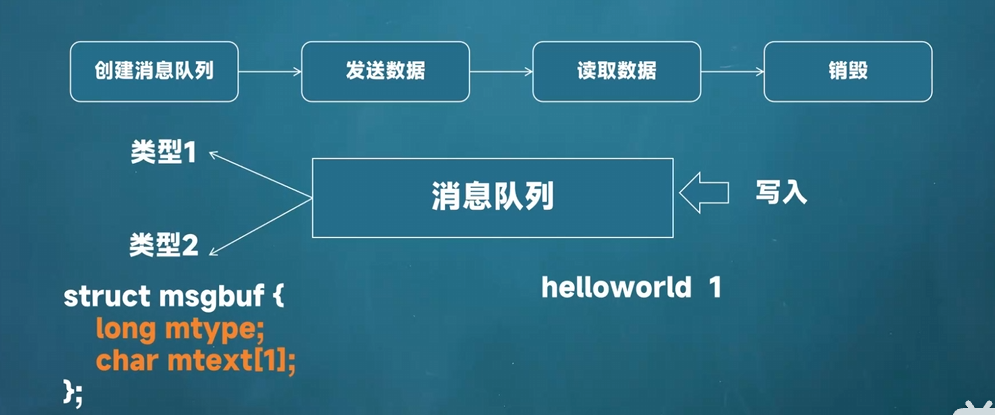 创建消息队列
发送数据
读取数据
销毁
类型1
消息队列
写入
类型2
helloworld 1
struct msgbuf {
long mtype;
char mtext[1];
};